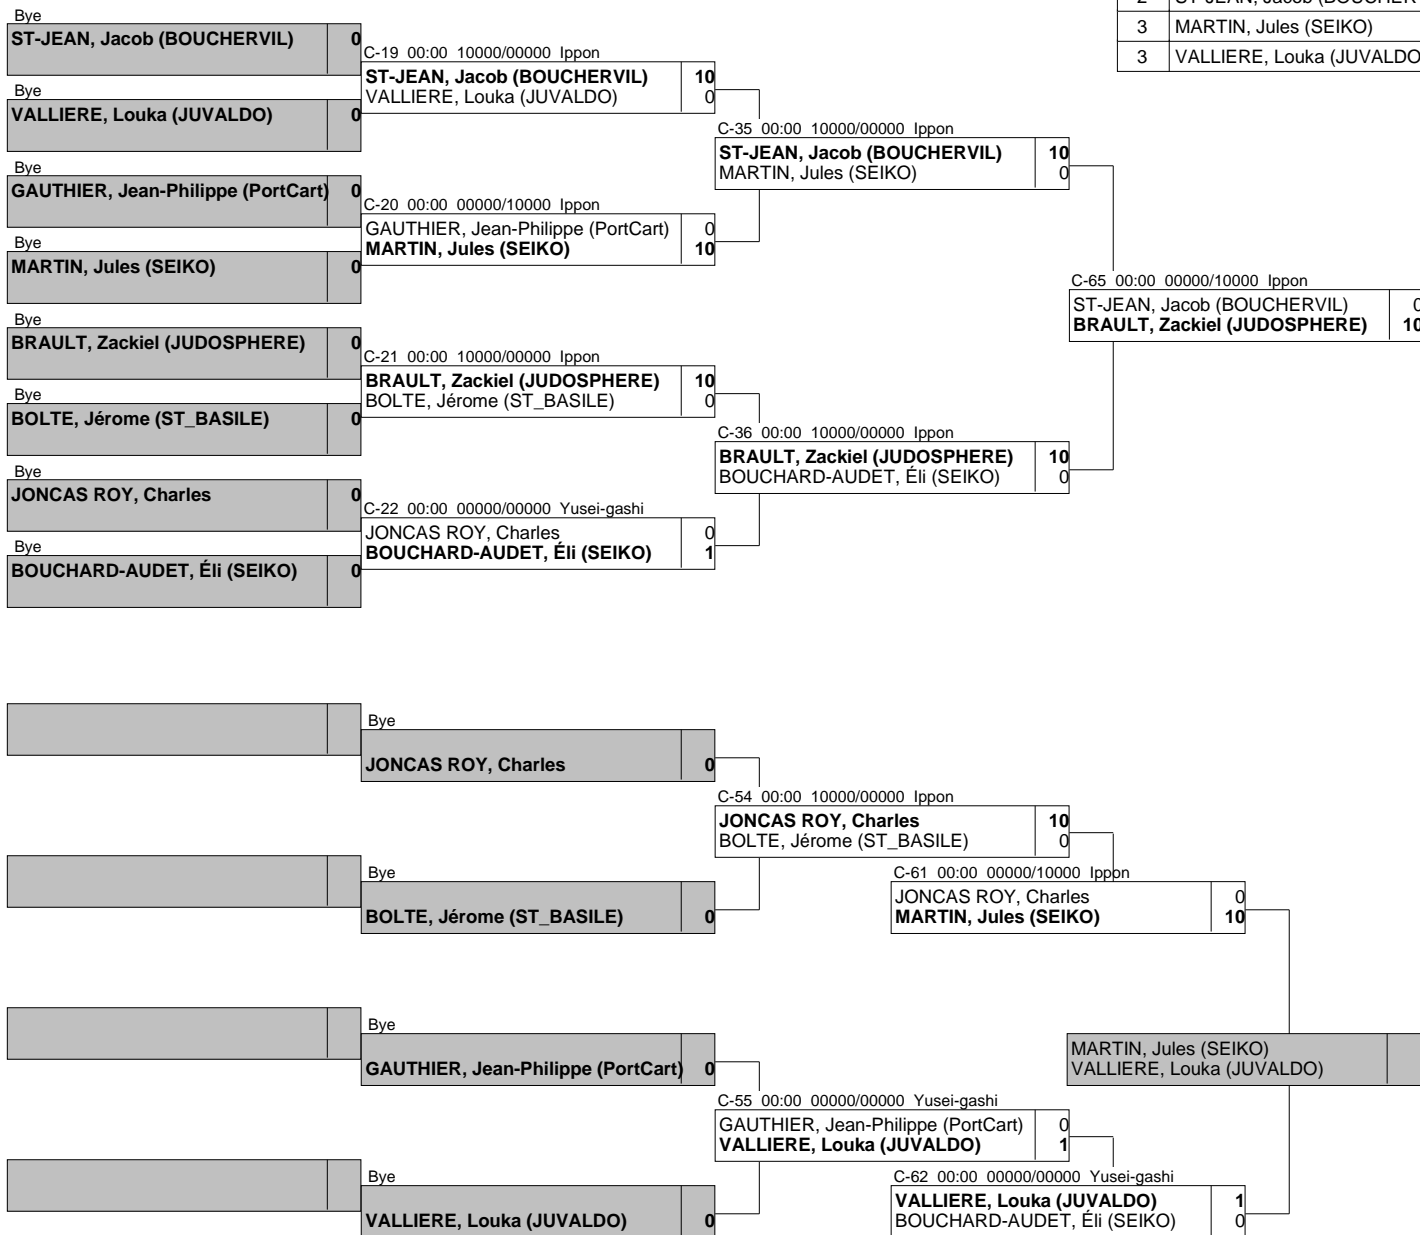 2 ST-JEAN, Jacob (BOUCHER
3 MARTIN, Jules (SEIKO)
3 VALLIERE, Louka (JUVALDO
Bye
ST-JEAN, Jacob (BOUCHERVIL) 0
Bye
VALLIERE, Louka (JUVALDO) 0
Bye
GAUTHIER, Jean-Philippe (PortCart) 0
Bye
MARTIN, Jules (SEIKO) 0
Bye
BRAULT, Zackiel (JUDOSPHERE) 0
Bye
BOLTE, Jérome (ST_BASILE) 0
Bye
JONCAS ROY, Charles 0
Bye
BOUCHARD-AUDET, Éli (SEIKO) 0
C-19 00:00 10000/00000 Ippon
ST-JEAN, Jacob (BOUCHERVIL) 10
VALLIERE, Louka (JUVALDO) 0
C-20 00:00 00000/10000 Ippon
GAUTHIER, Jean-Philippe (PortCart) 0
MARTIN, Jules (SEIKO) 10
C-21 00:00 10000/00000 Ippon
BRAULT, Zackiel (JUDOSPHERE) 10
BOLTE, Jérome (ST_BASILE) 0
C-22 00:00 00000/00000 Yusei-gashi
JONCAS ROY, Charles 0
BOUCHARD-AUDET, Éli (SEIKO) 1
C-35 00:00 10000/00000 Ippon
ST-JEAN, Jacob (BOUCHERVIL) 10
MARTIN, Jules (SEIKO) 0
C-36 00:00 10000/00000 Ippon
BRAULT, Zackiel (JUDOSPHERE) 10
BOUCHARD-AUDET, Éli (SEIKO) 0
C-65 00:00 00000/10000 Ippon
ST-JEAN, Jacob (BOUCHERVIL) 0
BRAULT, Zackiel (JUDOSPHERE) 10
Bye
JONCAS ROY, Charles 0
Bye
BOLTE, Jérome (ST_BASILE) 0
Bye
GAUTHIER, Jean-Philippe (PortCart) 0
Bye
VALLIERE, Louka (JUVALDO) 0
C-54 00:00 10000/00000 Ippon
JONCAS ROY, Charles 10
BOLTE, Jérome (ST_BASILE) 0
C-61 00:00 00000/10000 Ippon
JONCAS ROY, Charles 0
MARTIN, Jules (SEIKO) 10
C-55 00:00 00000/00000 Yusei-gashi
GAUTHIER, Jean-Philippe (PortCart) 0
VALLIERE, Louka (JUVALDO) 1
C-62 00:00 00000/00000 Yusei-gashi
VALLIERE, Louka (JUVALDO) 1
BOUCHARD-AUDET, Éli (SEIKO) 0
MARTIN, Jules (SEIKO)
VALLIERE, Louka (JUVALDO)